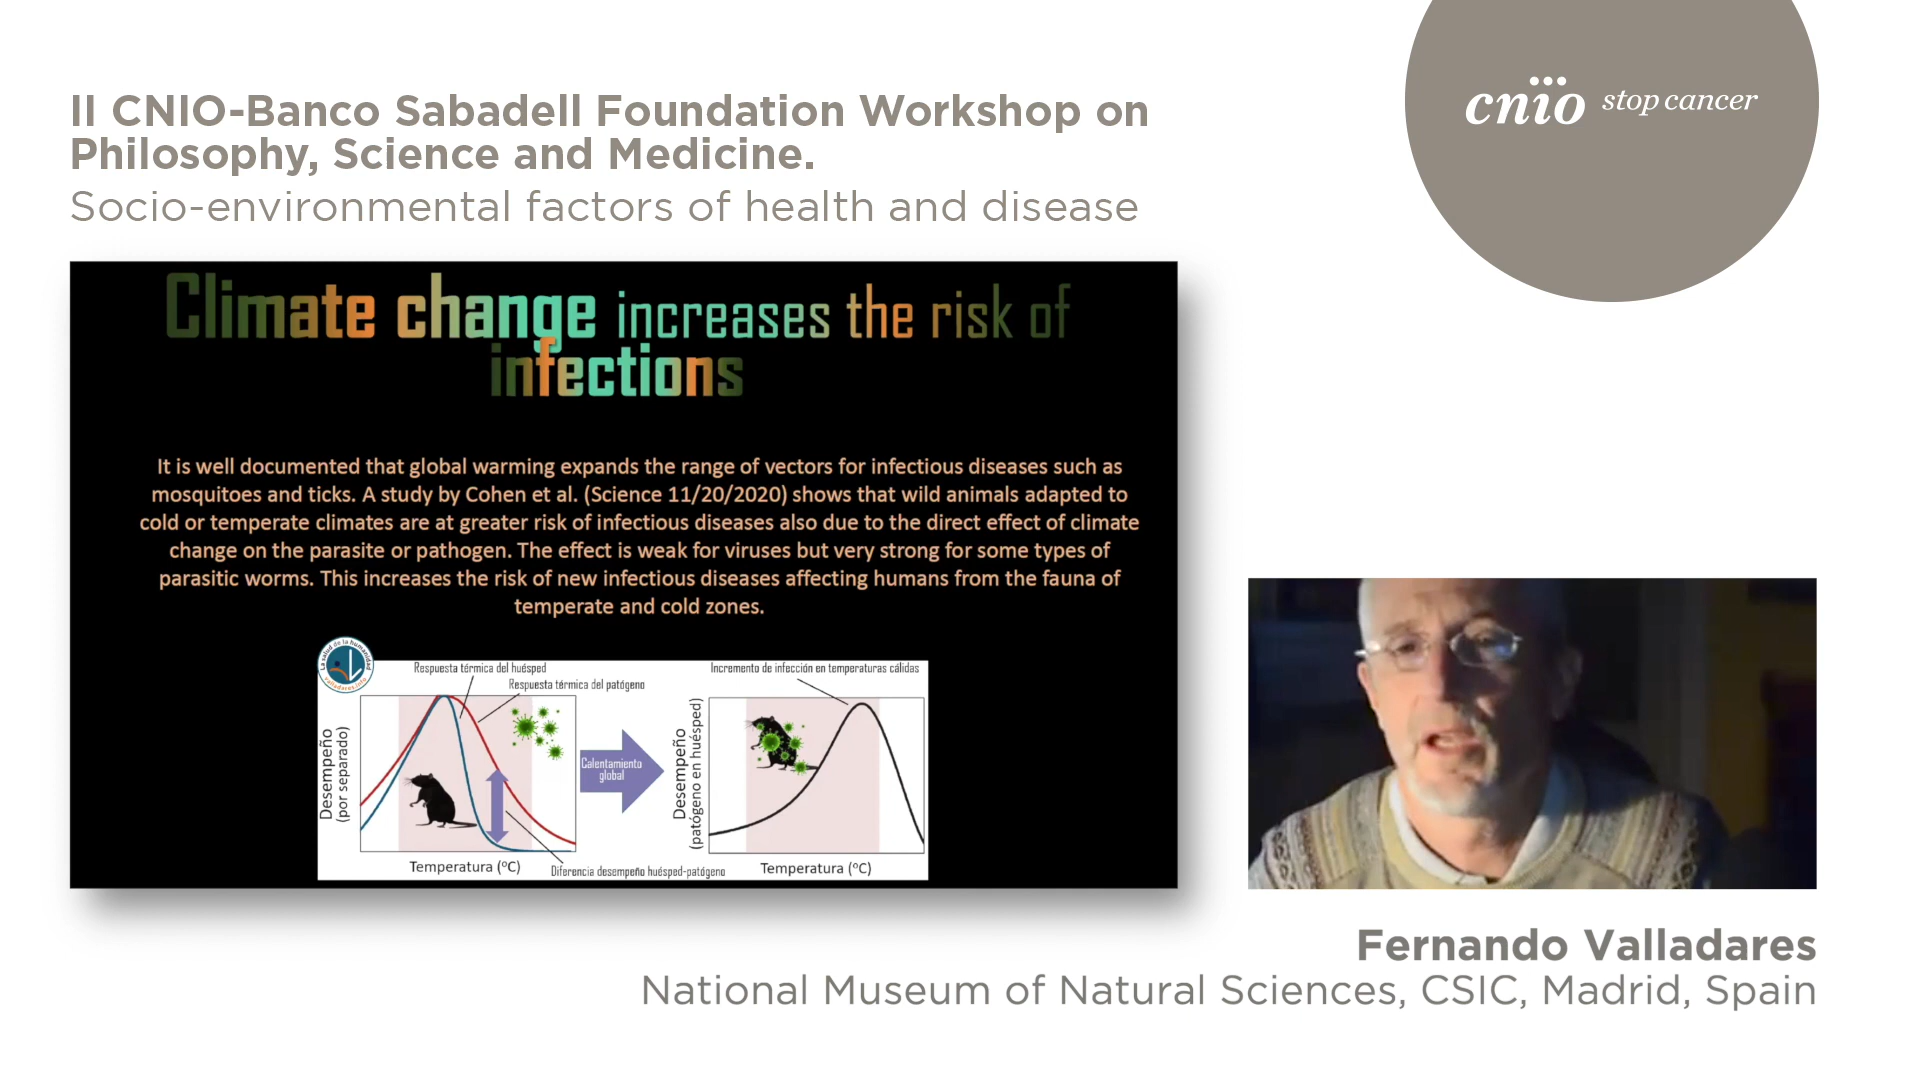 II CNIO-Banco Sabadell Foundation Workshop on
Philosophy, Science and Medicine.
Socio-environmental factors of health and disease
cnio stop cancer
Climate change increases the risk of
infections
It is well documented that global warming expands the range of vectors for infectious diseases such as
mosquitoes and ticks. A study by Cohen et al. (Science 11/20/2020) shows that wild animals adapted to
cold or temperate climates are at greater risk of infectious diseases also due to the direct effect of climate
change on the parasite or pathogen. The effect is weak for viruses but very strong for some types of
parasitic worms. This increases the risk of new infectious diseases affecting humans from the fauna of
temperate and cold zones.
La salud de la humanidad
valladares.info
Respuesta térmica del huésped
Respuesta térmica del patógeno
Desempeño
(por separado)
Temperatura (ºC)
Diferencia desempeño huésped-patógeno
Calentamiento
global
Incremento de infección en temperaturas cálidas
Desempeño
(patógeno en huésped)
Temperatura (ºC)
Fernando Valladares
National Museum of Natural Sciences, CSIC, Madrid, Spain